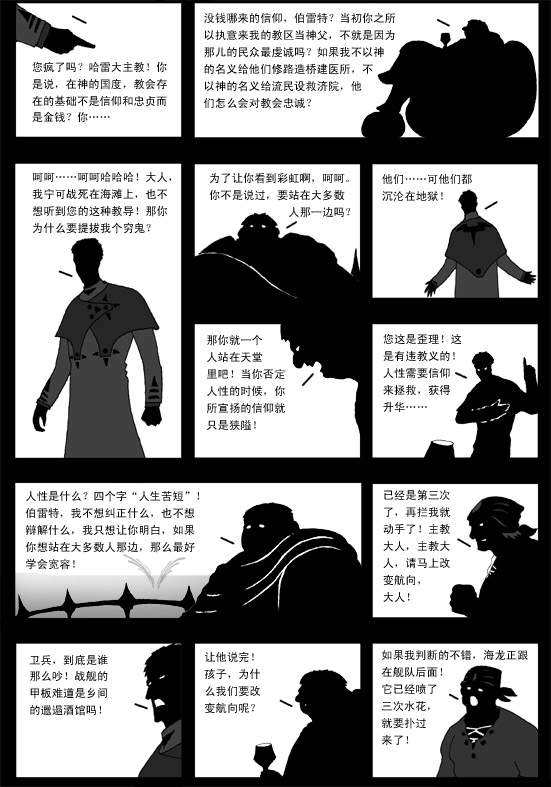 您疯了吗？哈雷大主教！你
是说，在神的国度，教会存
在的基础不是信仰和忠贞而
是金钱？你……
没钱哪来的信仰，伯雷特？当初你之所
以执意来我的教区当神父，不就是因为
那儿的民众最虔诚吗？如果我不以神
的名义给他们修路造桥建医所，不
以神的名义给流民设救济院，他
们怎么会对教会忠诚？
呵呵……呵呵哈哈哈！大人，
我宁可战死在海滩上，也不
想听到您的这种教导！那你
为什么要提拔我个穷鬼？
为了让你看到彩虹啊，呵呵。
你不是说过，要站在大多数
人那一边吗？
他们……可他们都
沉沦在地狱！
那你就一个
人站在天堂
里吧！当你否定
人性的时候，你
所宣扬的信仰就
只是狭隘！
您这是歪理！这
是有违教义的！
人性需要信仰
来拯救，获得
升华……
人性是什么？四个字“人生苦短”！
伯雷特，我不想纠正什么，也不想
辩解什么，我只想让你明白，如果
你想站在大多数人那边，那么最好
学会宽容！
已经是第三次
了，再拦我就
动手了！主教
大人，主教大
人，请马上改
变航向，
大人！
卫兵，到底是谁
那么吵！战舰的
甲板难道是乡间
的邋遢酒馆吗！
让他说完！
孩子，为什
么我们要改
变航向呢？
如果我判断的不错，海龙正跟
在舰队后面！
它已经喷了
三次水花，
就要扑过
来了！